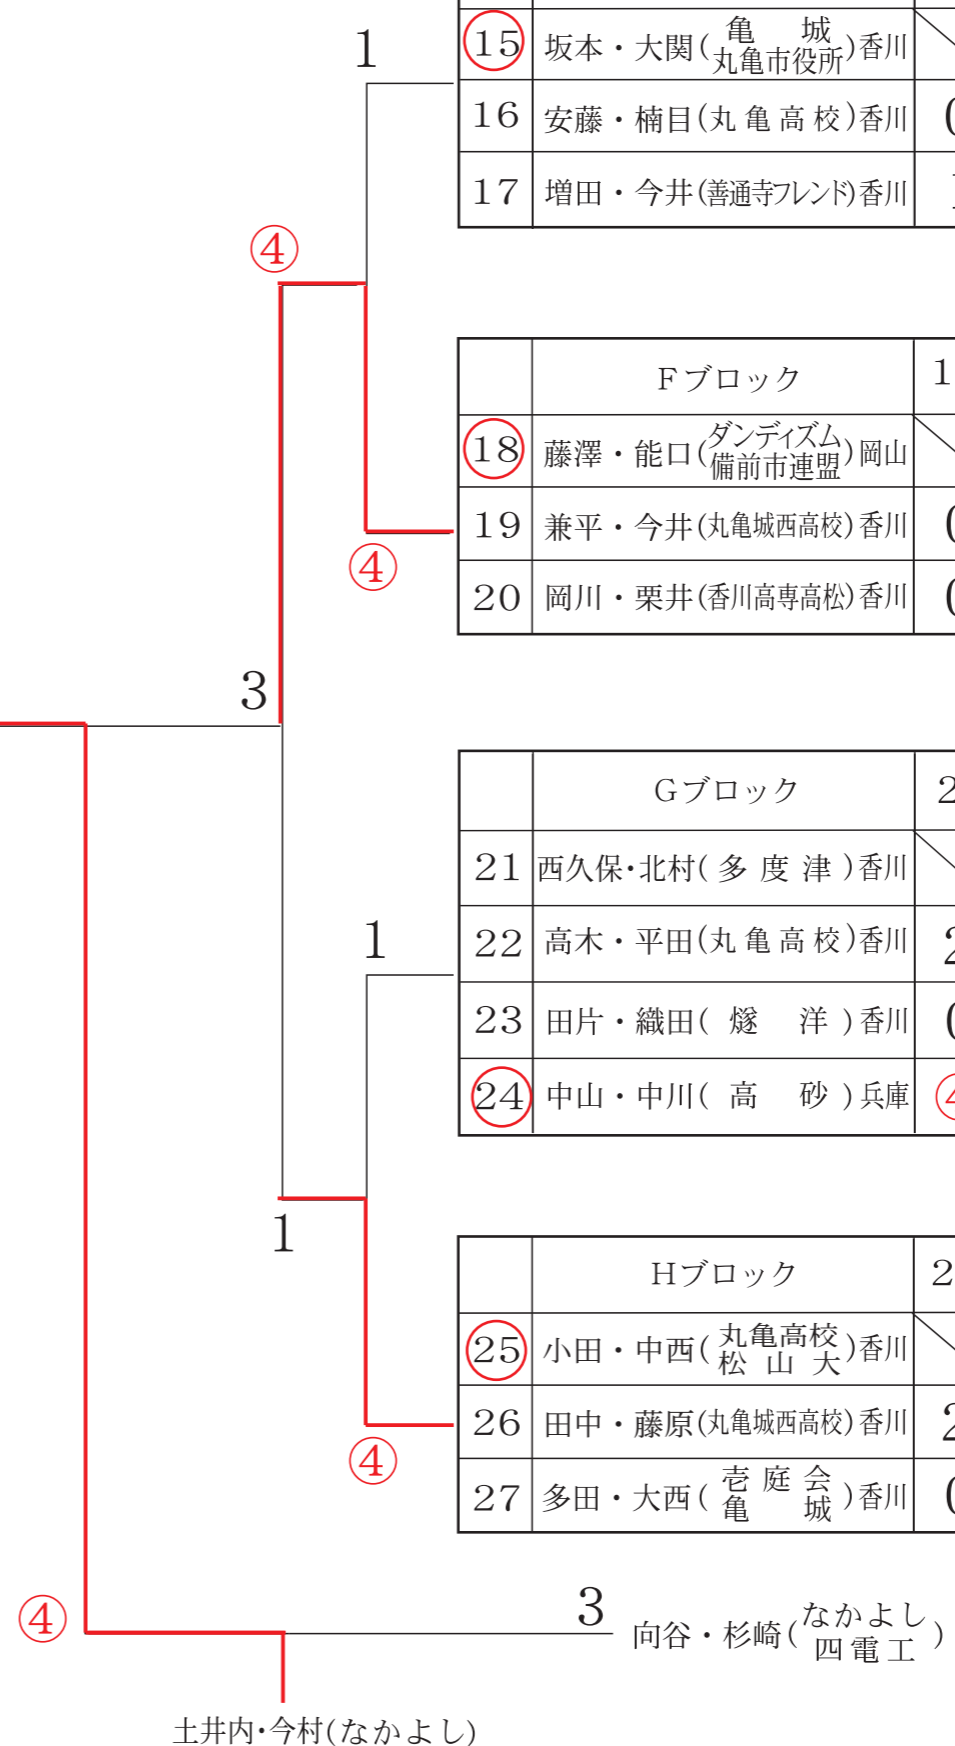 1
15 坂本・大関(亀 城 丸亀市役所)香川
16 安藤・楠目(丸亀高校)香川
17 増田・今井(善通寺フレンド)香川
④
Fブロック 1
18 藤澤・能口(ダンディズム 備前市連盟)岡山
19 兼平・今井(丸亀城西高校)香川
④
20 岡川・栗井(香川高専高松)香川
3
Gブロック 2
21 西久保・北村(多度津)香川
1
22 高木・平田(丸亀高校)香川 2
23 田片・織田(燧 洋)香川
24 中山・中川(高 砂)兵庫 ④
1
Hブロック 2
25 小田・中西(丸亀高校 松山大)香川
26 田中・藤原(丸亀城西高校)香川 2
④
27 多田・大西(壱庭会 亀 城)香川
④
3 向谷・杉崎(なかよし 四電工)
土井内・今村(なかよし)